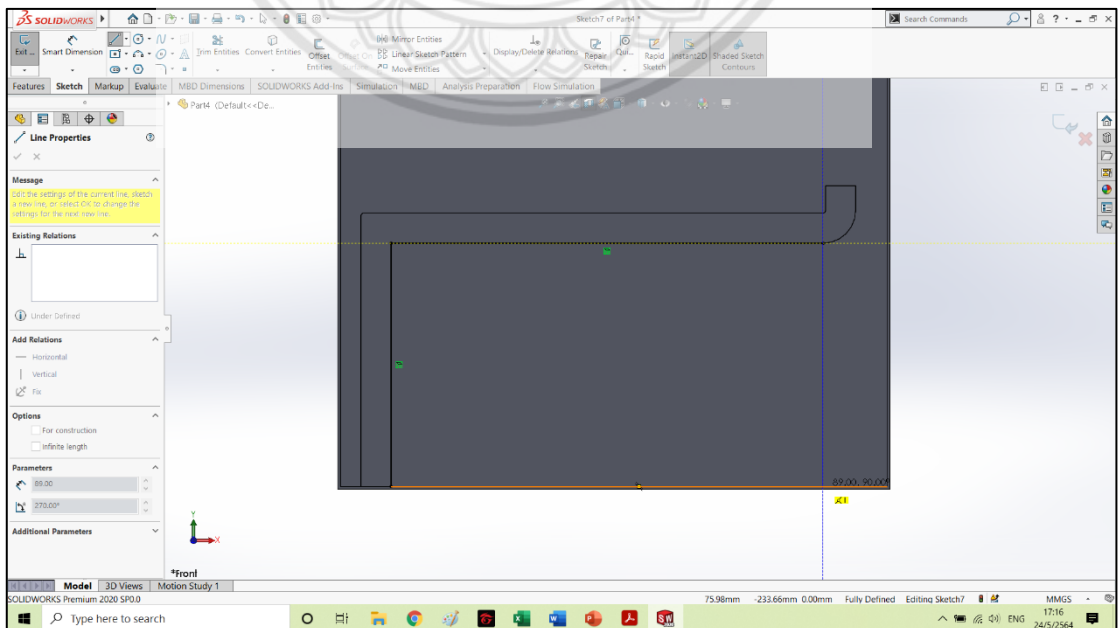 SOLIDWORKS
Sketch7 of Part4 *
Search Commands
Exit ...
Smart Dimension
Trim Entities
Convert Entities
Offset Entities
Mirror Entities
Linear Sketch Pattern
Move Entities
Display/Delete Relations
Repair Sketch
Qui...
Rapid Sketch
Instant2D
Shaded Sketch Contours
Features
Sketch
Markup
Evaluate
MBD Dimensions
SOLIDWORKS Add-Ins
Simulation
MBD
Analysis Preparation
Flow Simulation
Part4 (Default<<De...
Line Properties
Message
Edit the settings of the current line, sketch
a new line, or select OK to change the
settings for the next new line.
Existing Relations
Under Defined
Add Relations
Horizontal
Vertical
Fix
Options
For construction
Infinite length
Parameters
89.00
270.00°
Additional Parameters
89.00, 90.00°
Y
X
*Front
Model
3D Views
Motion Study 1
SOLIDWORKS Premium 2020 SP0.0
75.98mm
-233.66mm
0.00mm
Fully Defined
Editing Sketch7
MMGS
Type here to search
ENG
17:16
24/5/2564